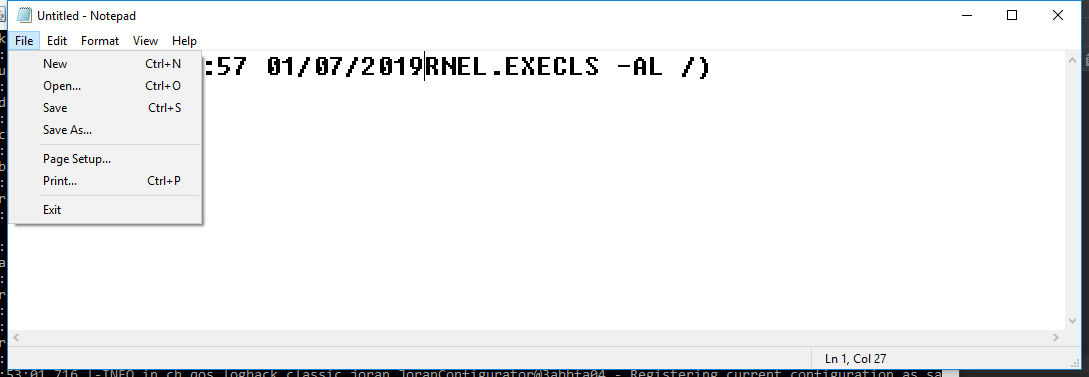 Untitled - Notepad
File Edit Format View Help
:57 01/07/2019RNEL.EXECLS -AL /)
New Ctrl+N
Open... Ctrl+O
Save Ctrl+S
Save As...
Page Setup...
Print... Ctrl+P
Exit
Ln 1, Col 27
:53:01,716 |-INFO in ch.qos.logback.classic.joran.JoranConfigurator@3abbfa04 - Registering current configuration as sa